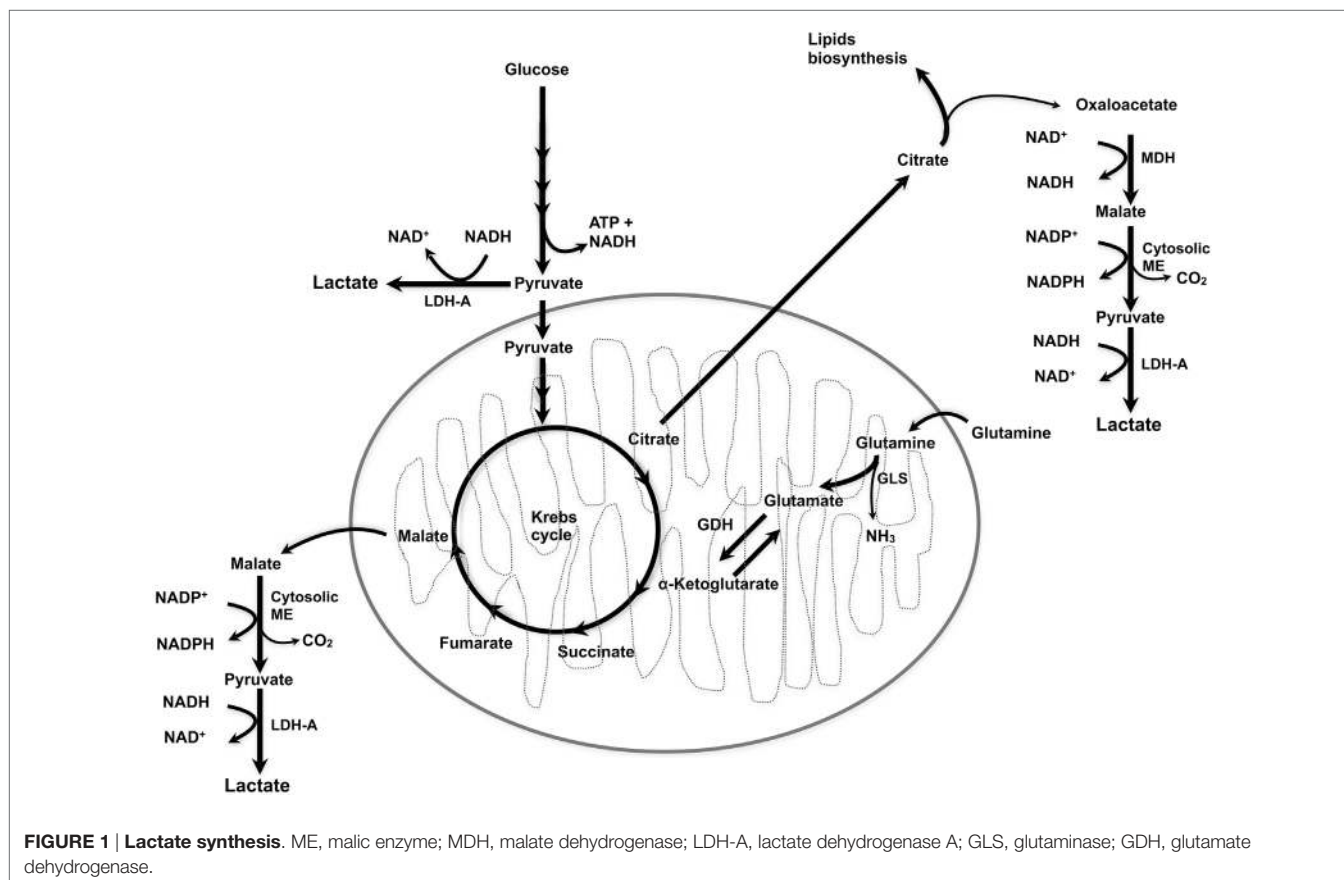 Lipids
biosynthesis
Glucose
Oxaloacetate
NAD⁺
MDH
NADH
Citrate
Malate
ATP +
NADH
NAD⁺
NADH
NADP⁺
Cytosolic
ME
NADPH
CO₂
Lactate
Pyruvate
LDH-A
Pyruvate
NADH
LDH-A
NAD⁺
Pyruvate
Lactate
Citrate
Glutamine
Glutamine
GLS
Glutamate
Krebs
cycle
GDH
NH₃
Malate
α-Ketoglutarate
Fumarate
Succinate
Malate
NADP⁺
Cytosolic
ME
NADPH
CO₂
Pyruvate
NADH
LDH-A
NAD⁺
Lactate
FIGURE 1 | Lactate synthesis. ME, malic enzyme; MDH, malate dehydrogenase; LDH-A, lactate dehydrogenase A; GLS, glutaminase; GDH, glutamate
dehydrogenase.